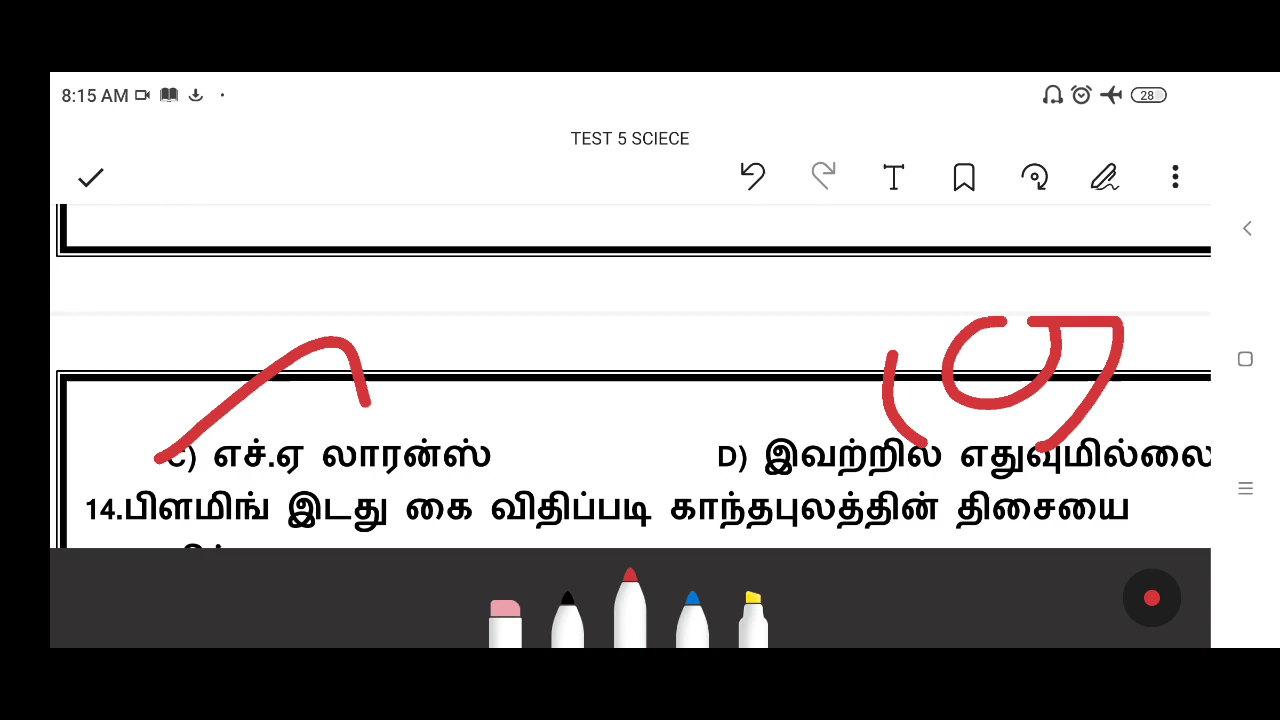 8:15 AM
28
TEST 5 SCIECE
C) எச்.ஏ லாரன்ஸ் D) இவற்றில் எதுவுமில்லை
14.பிளமிங் இடது கை விதிப்படி காந்தபுலத்தின் திசையை